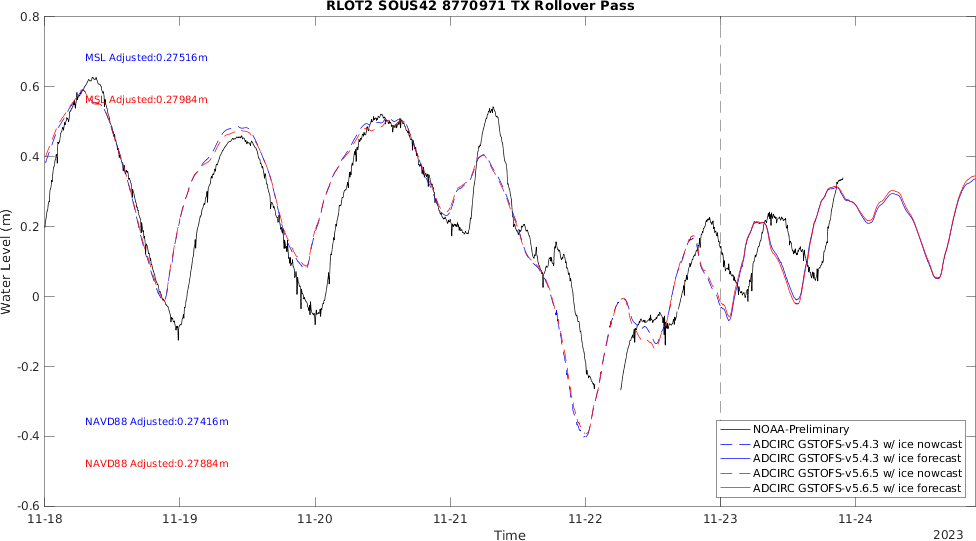 RLOT2 SOUS42 8770971 TX Rollover Pass
0.8
0.6
0.4
0.2
0
-0.2
-0.4
-0.6
Water Level (m)
MSL Adjusted:0.27516m
MSL Adjusted:0.27984m
NAVD88 Adjusted:0.27416m
NAVD88 Adjusted:0.27884m
NOAA-Preliminary
ADCIRC GSTOFS-v5.4.3 w/ ice nowcast
ADCIRC GSTOFS-v5.4.3 w/ ice forecast
ADCIRC GSTOFS-v5.6.5 w/ ice nowcast
ADCIRC GSTOFS-v5.6.5 w/ ice forecast
11-18 11-19 11-20 11-21 11-22 11-23 11-24
Time
2023